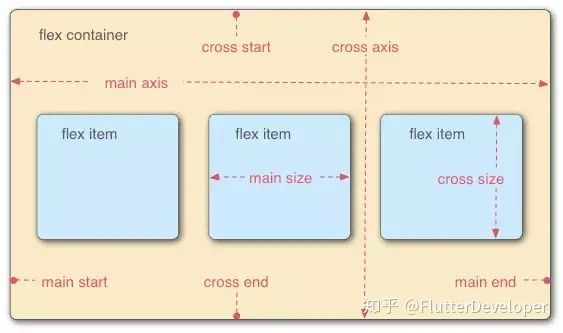 flex container
cross start
cross axis
main axis
flex item
flex item
flex item
main size
cross size
main start
cross end
main end
知乎 @FlutterDeveloper